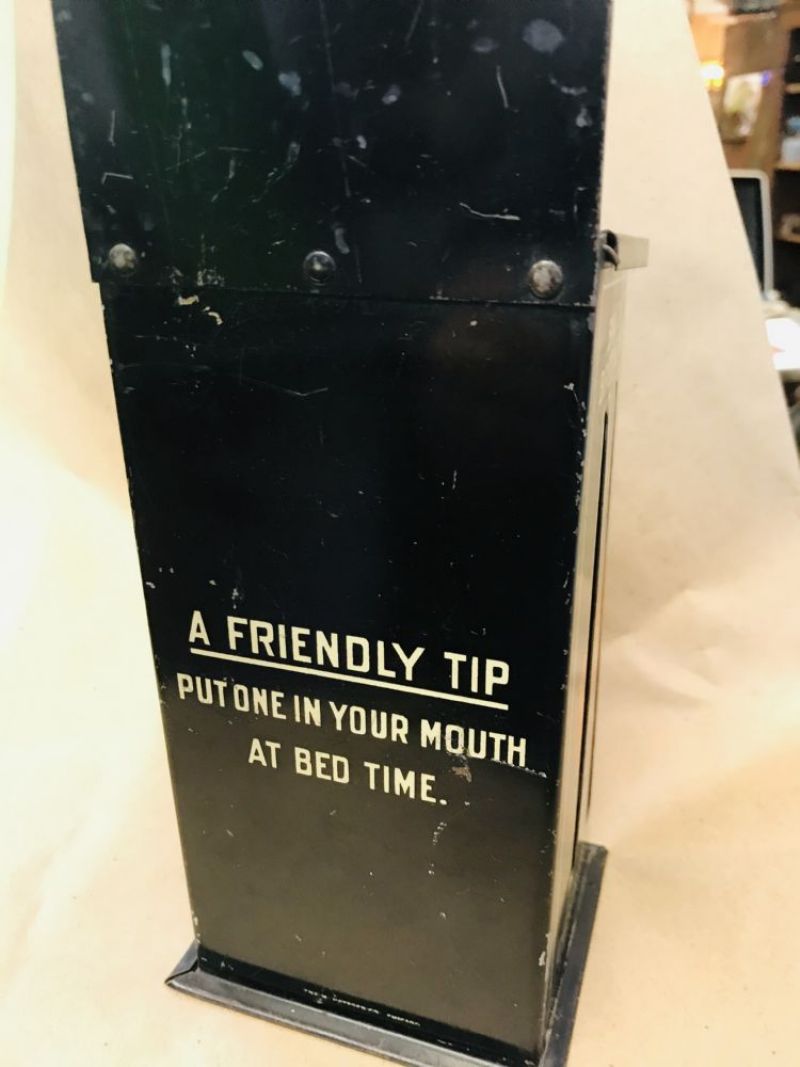 A FRIENDLY TIP
PUT ONE IN YOUR MOUTH
AT BED TIME.